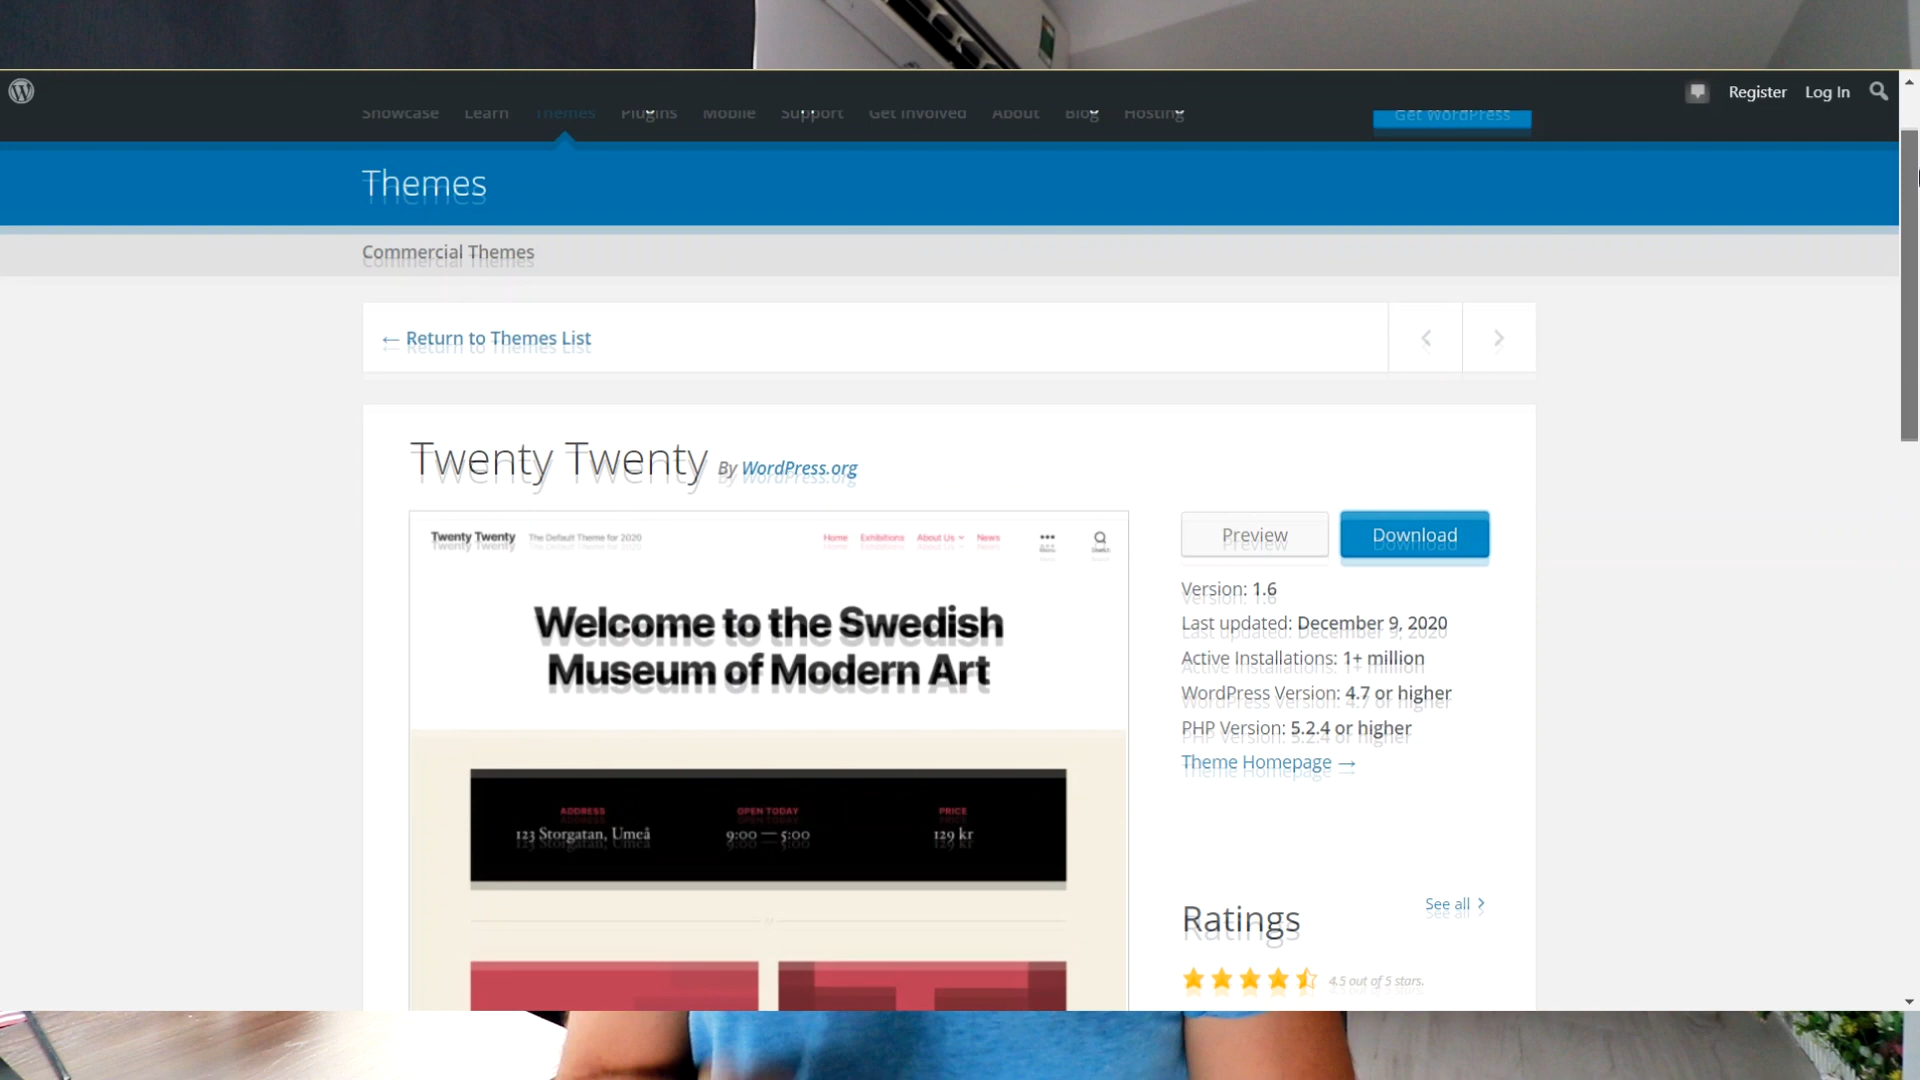 Register Log In
Showcase Learn Themes Plugins Mobile Support Get Involved About Blog Hosting Get WordPress
Themes
Commercial Themes
← Return to Themes List
Twenty Twenty By WordPress.org
Twenty Twenty The Default Theme for 2020 Home Exhibitions About Us News
Welcome to the Swedish
Museum of Modern Art
ADDRESS OPEN TODAY PRICE
123 Storgatan, Umeå 9:00 — 5:00 129 kr
Preview Download
Version: 1.6
Last updated: December 9, 2020
Active Installations: 1+ million
WordPress Version: 4.7 or higher
PHP Version: 5.2.4 or higher
Theme Homepage →
Ratings See all
4.5 out of 5 stars.